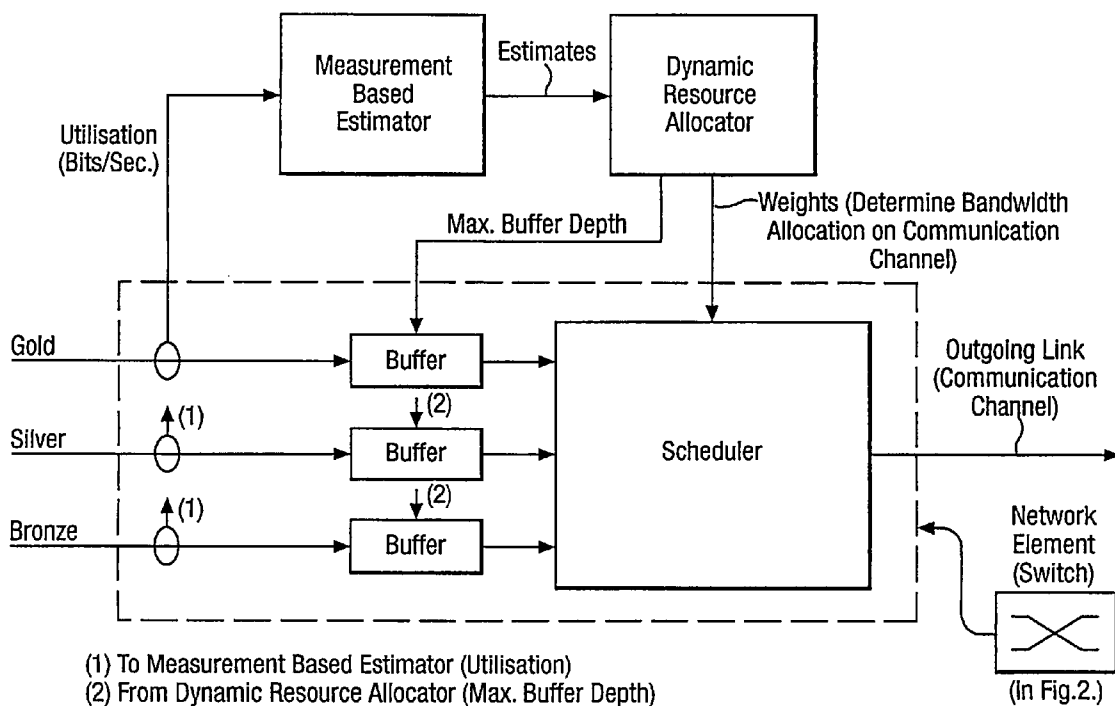 Measurement
Based
Estimator
Estimates
Dynamic
Resource
Allocator
Utilisation
(Bits/Sec.)
Max. Buffer Depth
Weights (Determine Bandwidth
Allocation on Communication
Channel)
Gold
Buffer
(2)
(1)
Silver
Buffer
(2)
(1)
Bronze
Buffer
Scheduler
Outgoing Link
(Communication
Channel)
Network
Element
(Switch)
(In Fig.2.)
(1) To Measurement Based Estimator (Utilisation)
(2) From Dynamic Resource Allocator (Max. Buffer Depth)